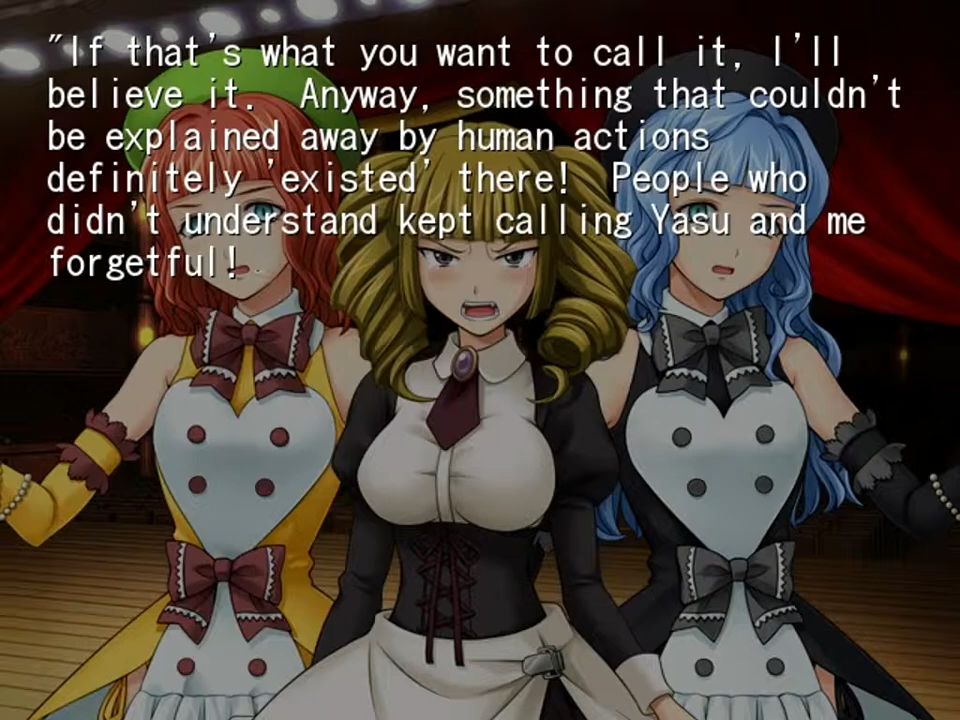 "If that's what you want to call it, I'll
believe it.  Anyway, something that couldn't
be explained away by human actions
definitely 'existed' there!  People who
didn't understand kept calling Yasu and me
forgetful!